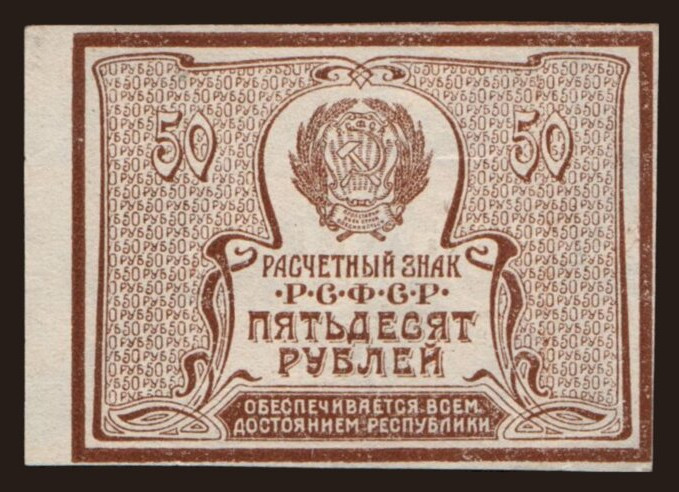 50 50
Р.С.Ф.С.Р.
РАСЧЕТНЫЙ ЗНАК
·Р·С·Ф·С·Р·
ПЯТЬДЕСЯТ
РУБЛЕЙ
ОБЕСПЕЧИВАЕТСЯ ВСЕМ
ДОСТОЯНИЕМ РЕСПУБЛИКИ